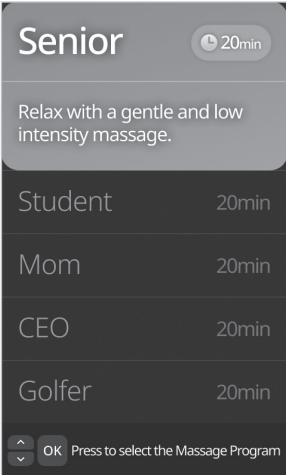 Senior 20min
Relax with a gentle and low
intensity massage.
Student 20min
Mom 20min
CEO 20min
Golfer 20min
OK Press to select the Massage Program